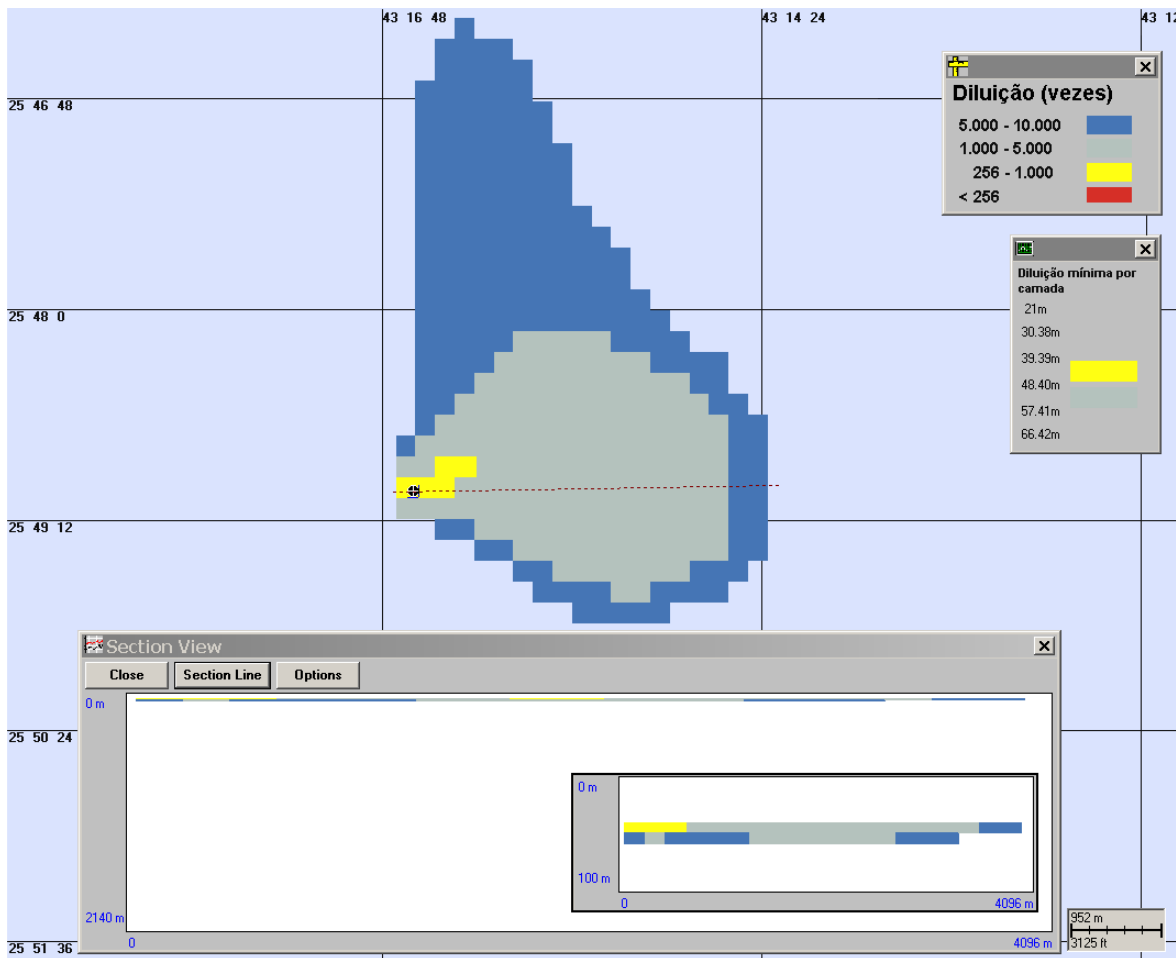 43 16 48
43 14 24
43 12
25 46 48
25 48 0
25 49 12
25 50 24
25 51 36
Diluição (vezes)
5.000 - 10.000
1.000 - 5.000
256 - 1.000
< 256
Diluição mínima por
camada
21m
30.38m
39.39m
48.40m
57.41m
66.42m
Section View
Close Section Line Options
0 m
2140 m
0
4096 m
0 m
100 m
0
4096 m
952 m
3125 ft